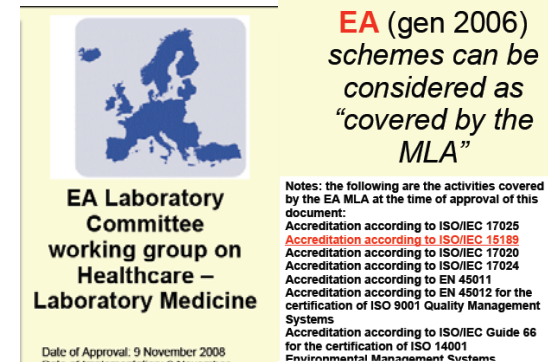 EA Laboratory
Committee
working group on
Healthcare –
Laboratory Medicine
Date of Approval: 9 November 2008
EA (gen 2006)
schemes can be
considered as
“covered by the
MLA”
Notes: the following are the activities covered
by the EA MLA at the time of approval of this
document:
Accreditation according to ISO/IEC 17025
Accreditation according to ISO/IEC 15189
Accreditation according to ISO/IEC 17020
Accreditation according to ISO/IEC 17024
Accreditation according to EN 45011
Accreditation according to EN 45012 for the
certification of ISO 9001 Quality Management
Systems
Accreditation according to ISO/IEC Guide 66
for the certification of ISO 14001
Environmental Management Systems